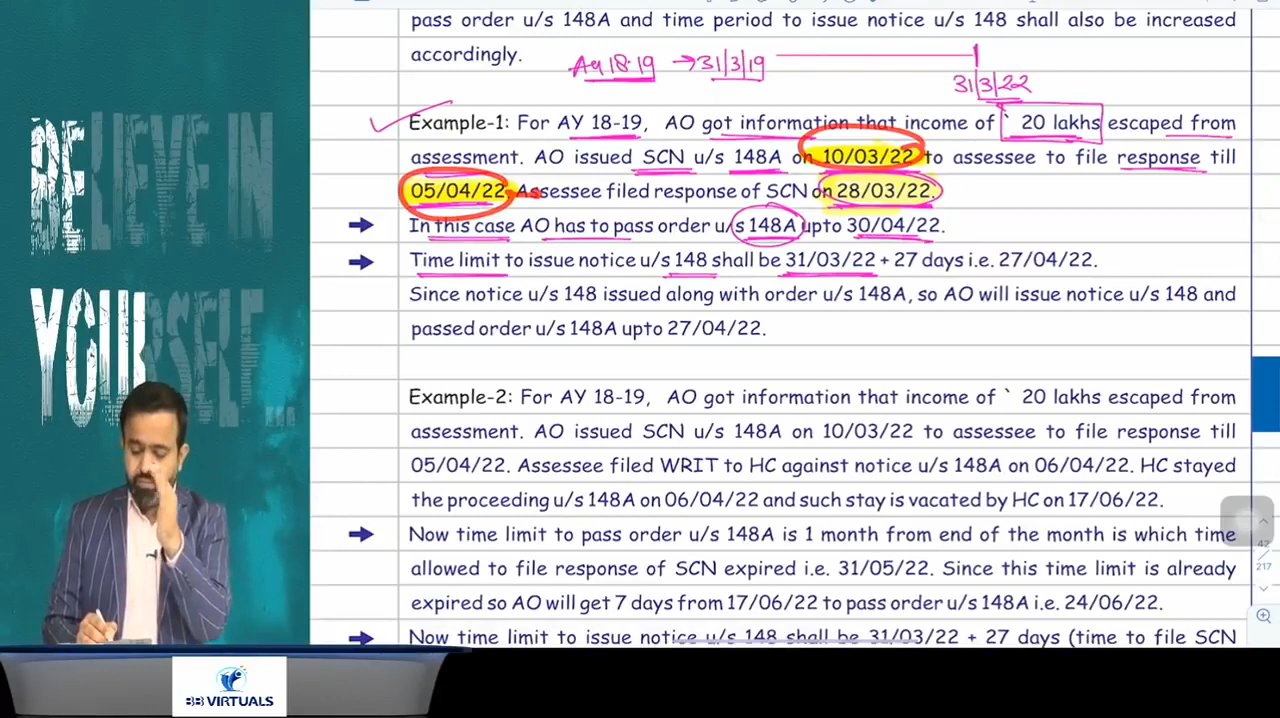 pass order u/s 148A and time period to issue notice u/s 148 shall also be increased
accordingly.
Ay 18-19 → 31/3/19
31/3/22
Example-1: For AY 18-19, AO got information that income of ` 20 lakhs escaped from
assessment. AO issued SCN u/s 148A on 10/03/22 to assessee to file response till
05/04/22. Assessee filed response of SCN on 28/03/22.
In this case AO has to pass order u/s 148A upto 30/04/22.
Time limit to issue notice u/s 148 shall be 31/03/22 + 27 days i.e. 27/04/22.
Since notice u/s 148 issued along with order u/s 148A, so AO will issue notice u/s 148 and
passed order u/s 148A upto 27/04/22.
Example-2: For AY 18-19, AO got information that income of ` 20 lakhs escaped from
assessment. AO issued SCN u/s 148A on 10/03/22 to assessee to file response till
05/04/22. Assessee filed WRIT to HC against notice u/s 148A on 06/04/22. HC stayed
the proceeding u/s 148A on 06/04/22 and such stay is vacated by HC on 17/06/22.
Now time limit to pass order u/s 148A is 1 month from end of the month is which time
allowed to file response of SCN expired i.e. 31/05/22. Since this time limit is already
expired so AO will get 7 days from 17/06/22 to pass order u/s 148A i.e. 24/06/22.
Now time limit to issue notice u/s 148 shall be 31/03/22 + 27 days (time to file SCN
BELIEVE IN
YOURSELF...
42
217
BB VIRTUALS